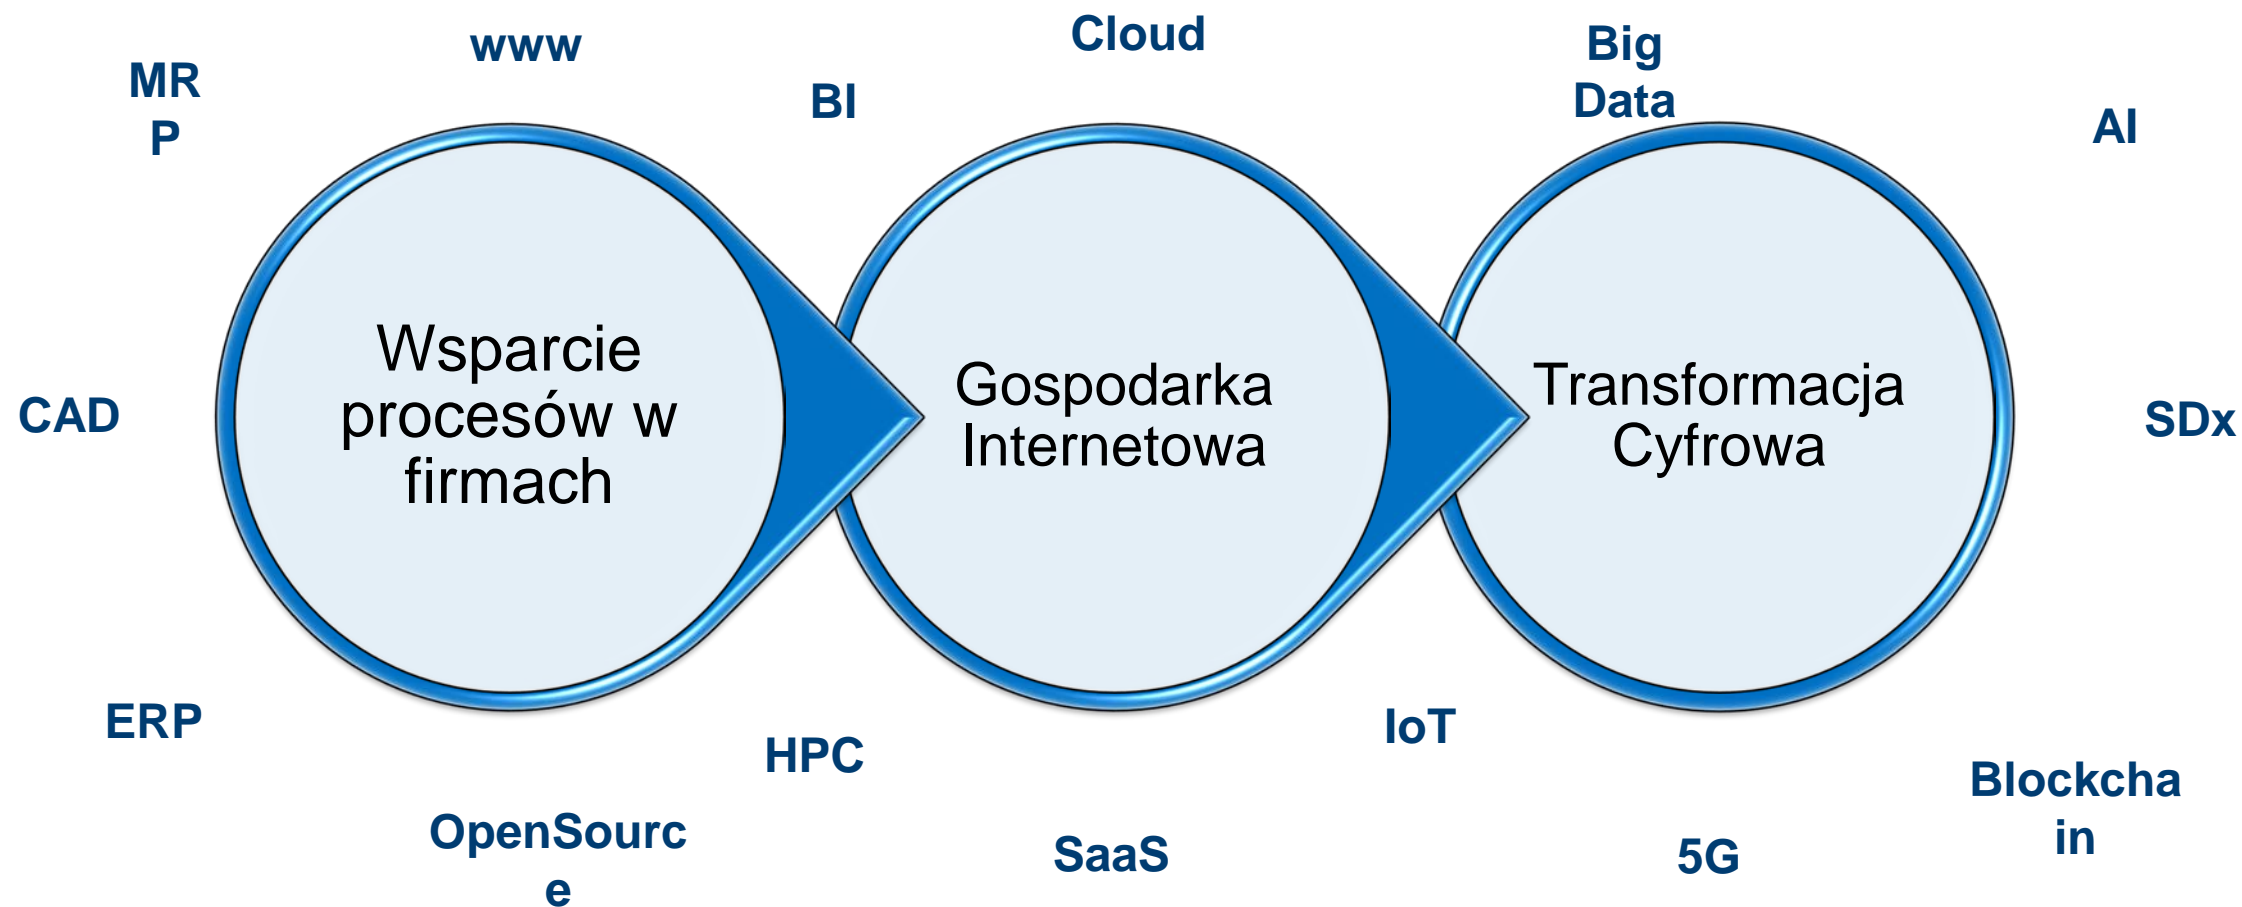 www
Cloud
Big
Data
MR
P
BI
AI
Wsparcie
procesów w
firmach
Gospodarka
Internetowa
Transformacja
Cyfrowa
CAD
SDx
ERP
HPC
IoT
Blockcha
in
OpenSourc
e
SaaS
5G